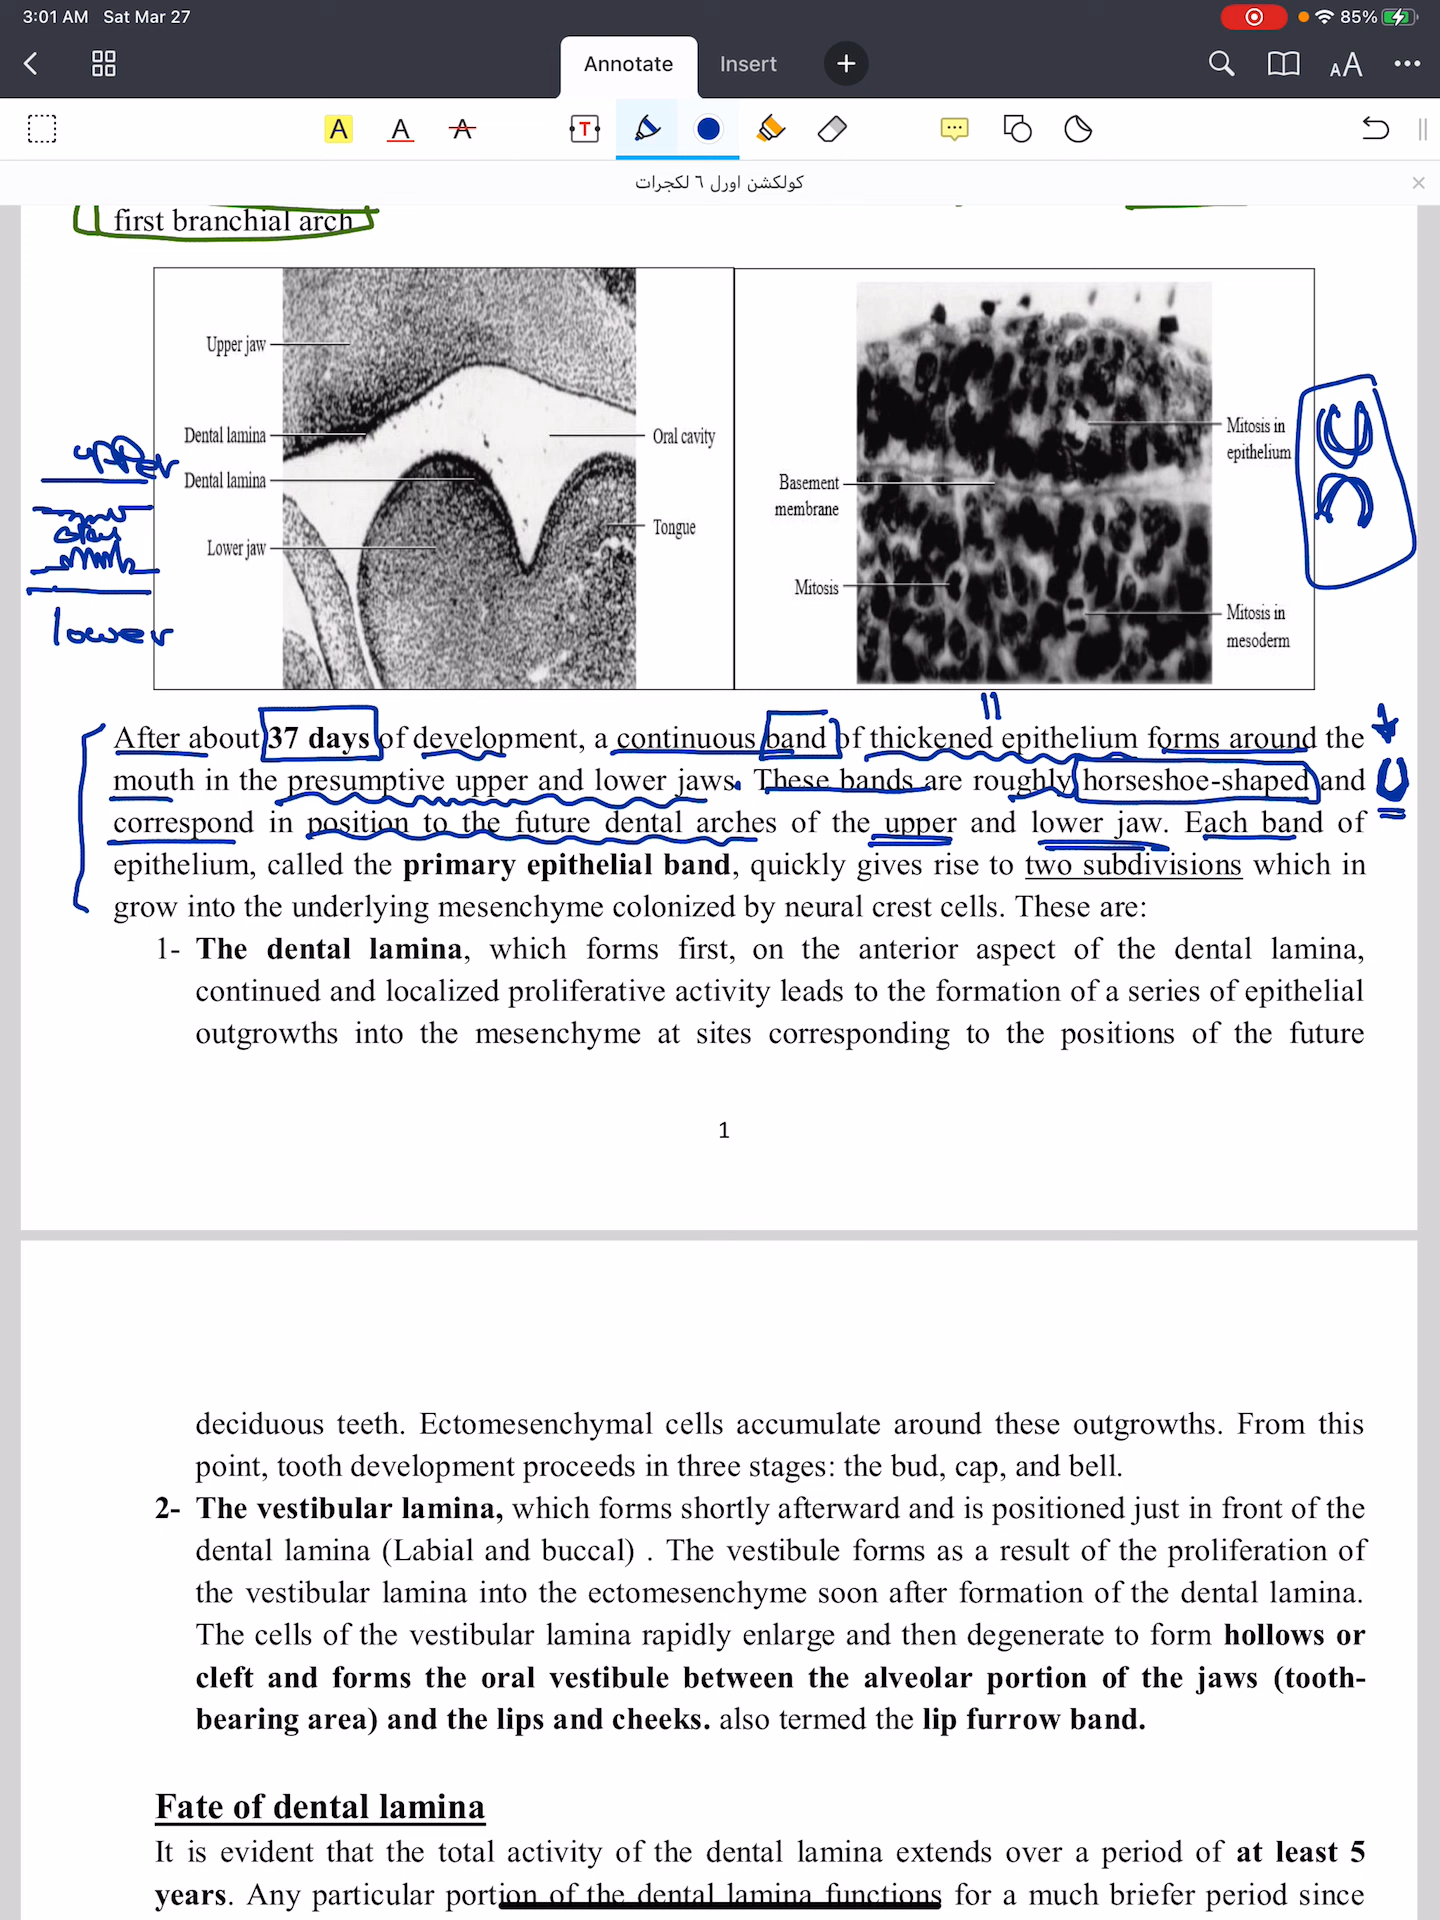 3:01 AM Sat Mar 27
85%
Annotate
Insert
AA
A A A
T
كولكشن اورل ٦ لكجرات
first branchial arch
Upper jaw
Dental lamina
Oral cavity
Dental lamina
Tongue
Lower jaw
Mitosis in
epithelium
Basement
membrane
Mitosis
Mitosis in
mesoderm
upper
lower
After about 37 days of development, a continuous band of thickened epithelium forms around the
mouth in the presumptive upper and lower jaws. These bands are roughly horseshoe-shaped and
correspond in position to the future dental arches of the upper and lower jaw. Each band of
epithelium, called the primary epithelial band, quickly gives rise to two subdivisions which in
grow into the underlying mesenchyme colonized by neural crest cells. These are:
1- The dental lamina, which forms first, on the anterior aspect of the dental lamina,
continued and localized proliferative activity leads to the formation of a series of epithelial
outgrowths into the mesenchyme at sites corresponding to the positions of the future
1
deciduous teeth. Ectomesenchymal cells accumulate around these outgrowths. From this
point, tooth development proceeds in three stages: the bud, cap, and bell.
2- The vestibular lamina, which forms shortly afterward and is positioned just in front of the
dental lamina (Labial and buccal) . The vestibule forms as a result of the proliferation of
the vestibular lamina into the ectomesenchyme soon after formation of the dental lamina.
The cells of the vestibular lamina rapidly enlarge and then degenerate to form hollows or
cleft and forms the oral vestibule between the alveolar portion of the jaws (tooth-
bearing area) and the lips and cheeks. also termed the lip furrow band.
Fate of dental lamina
It is evident that the total activity of the dental lamina extends over a period of at least 5
years. Any particular portion of the dental lamina functions for a much briefer period since